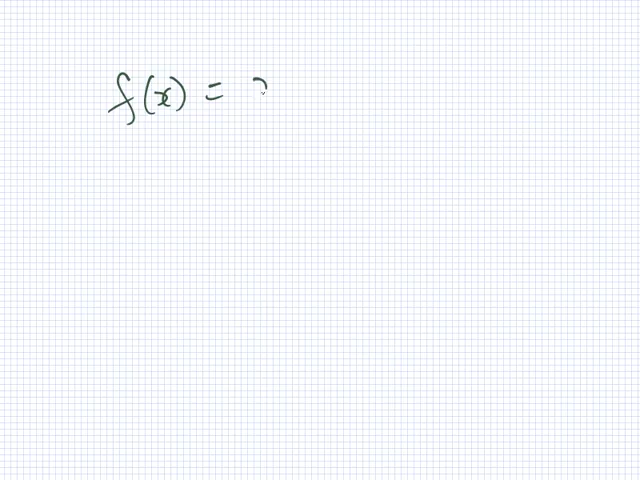 f(x) =